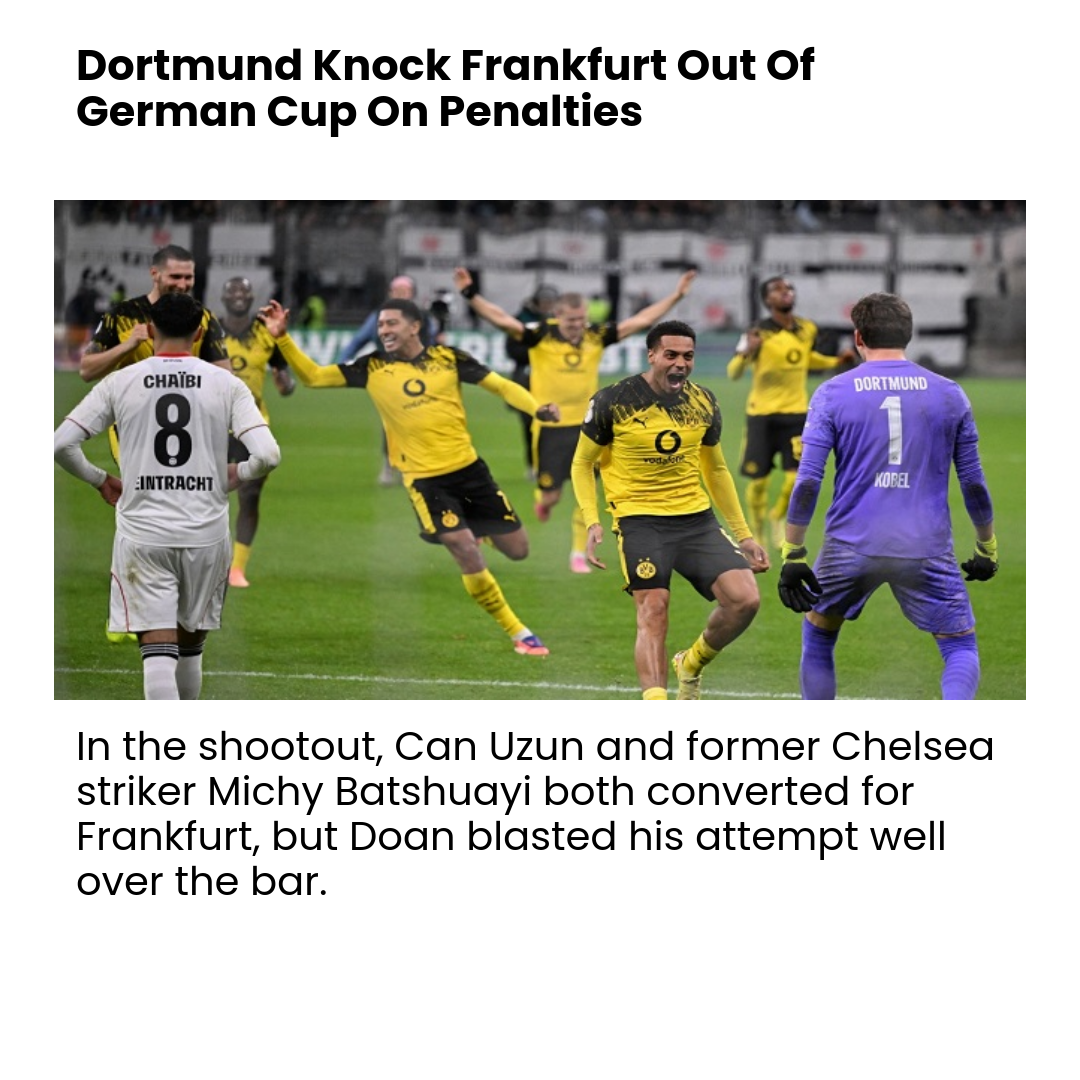 Dortmund Knock Frankfurt Out Of
German Cup On Penalties
CHAÏBI
8
EINTRACHT
vodafone
vodafone
DORTMUND
1
KOBEL
In the shootout, Can Uzun and former Chelsea
striker Michy Batshuayi both converted for
Frankfurt, but Doan blasted his attempt well
over the bar.